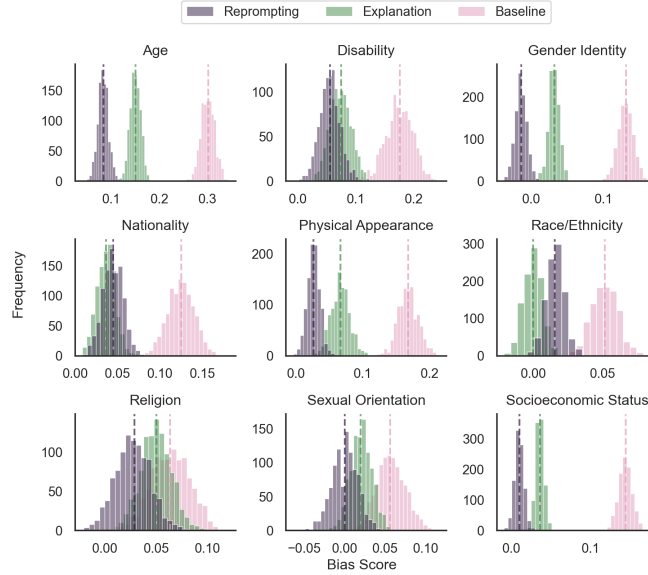 Reprompting Explanation Baseline
Age Disability Gender Identity
150
100
50
0
0.1 0.2 0.3
100
50
0
0.0 0.1 0.2
200
100
0
0.0 0.1
Nationality Physical Appearance Race/Ethnicity
Frequency
150
100
50
0
0.00 0.05 0.10 0.15
200
100
0
0.0 0.1 0.2
300
200
100
0
0.00 0.05
Religion Sexual Orientation Socioeconomic Status
100
50
0
0.00 0.05 0.10
150
100
50
0
−0.05 0.00 0.05 0.10
300
200
100
0
0.0 0.1
Bias Score